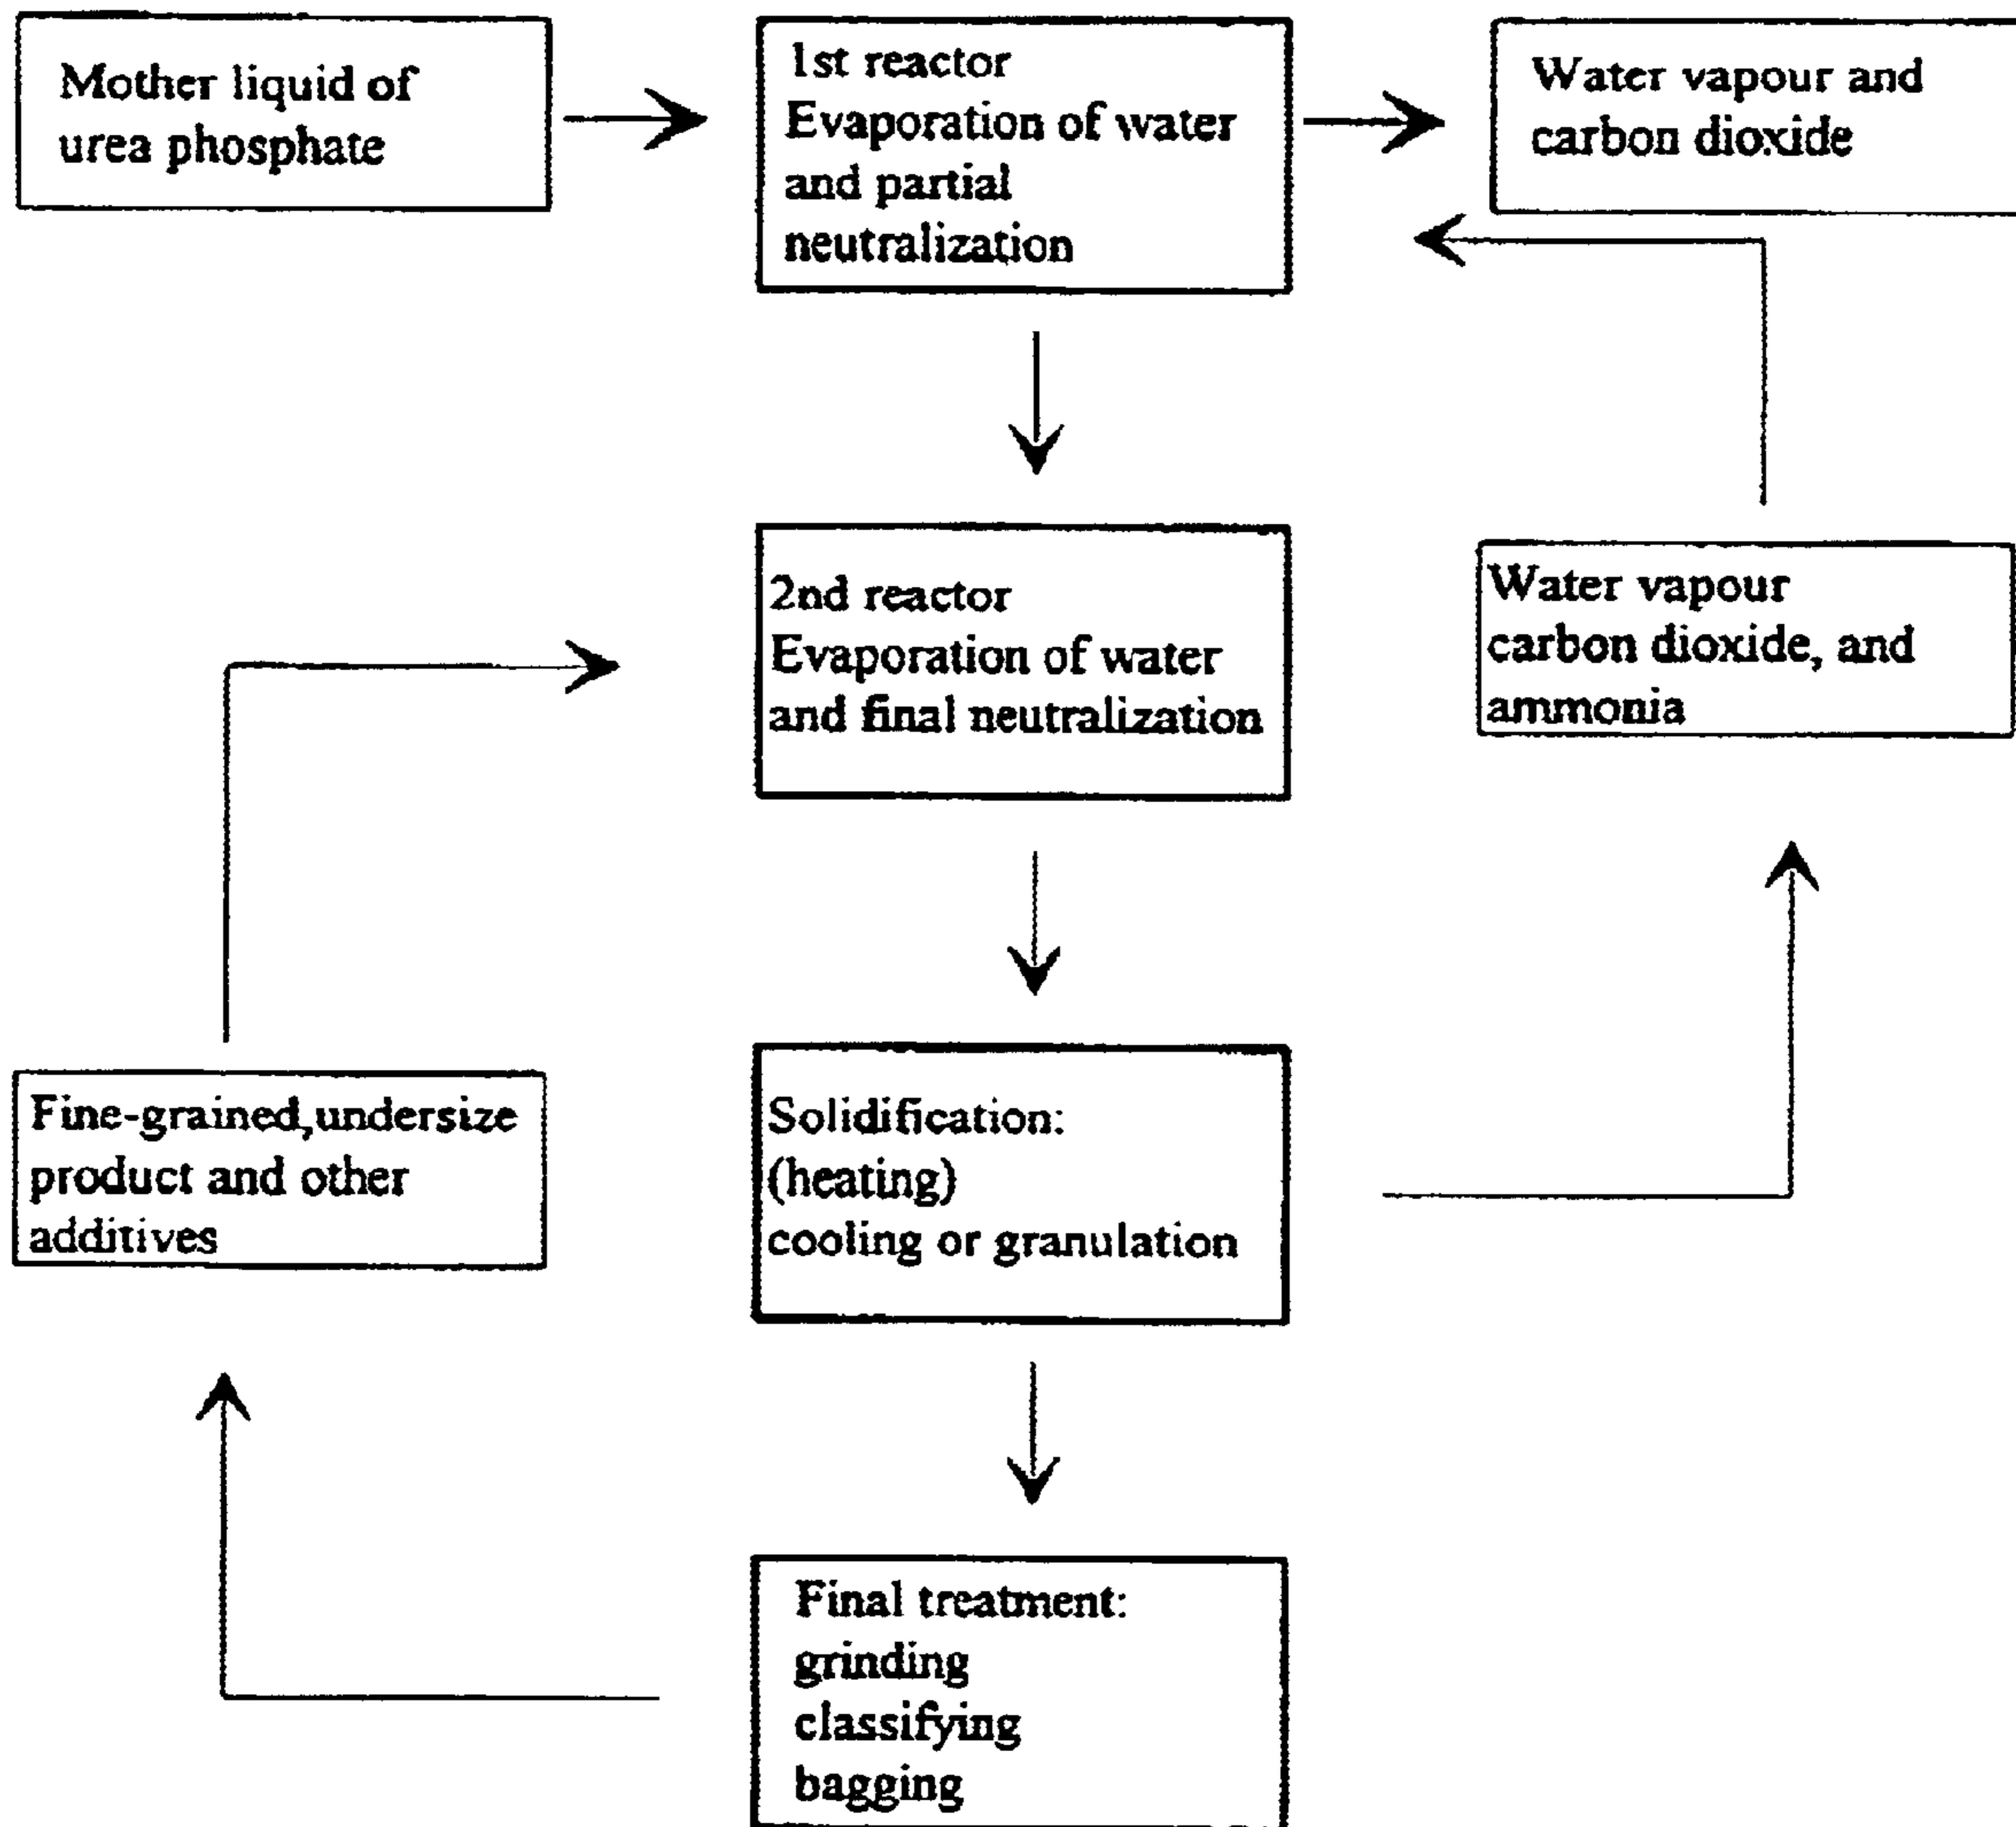 Mother liquid of
urea phosphate
1st reactor
Evaporation of water
and partial
neutralization
Water vapour and
carbon dioxide
2nd reactor
Evaporation of water
and final neutralization
Water vapour
carbon dioxide, and
ammonia
Fine-grained,undersize
product and other
additives
Solidification:
(heating)
cooling or granulation
Final treatment:
grinding
classifying
bagging